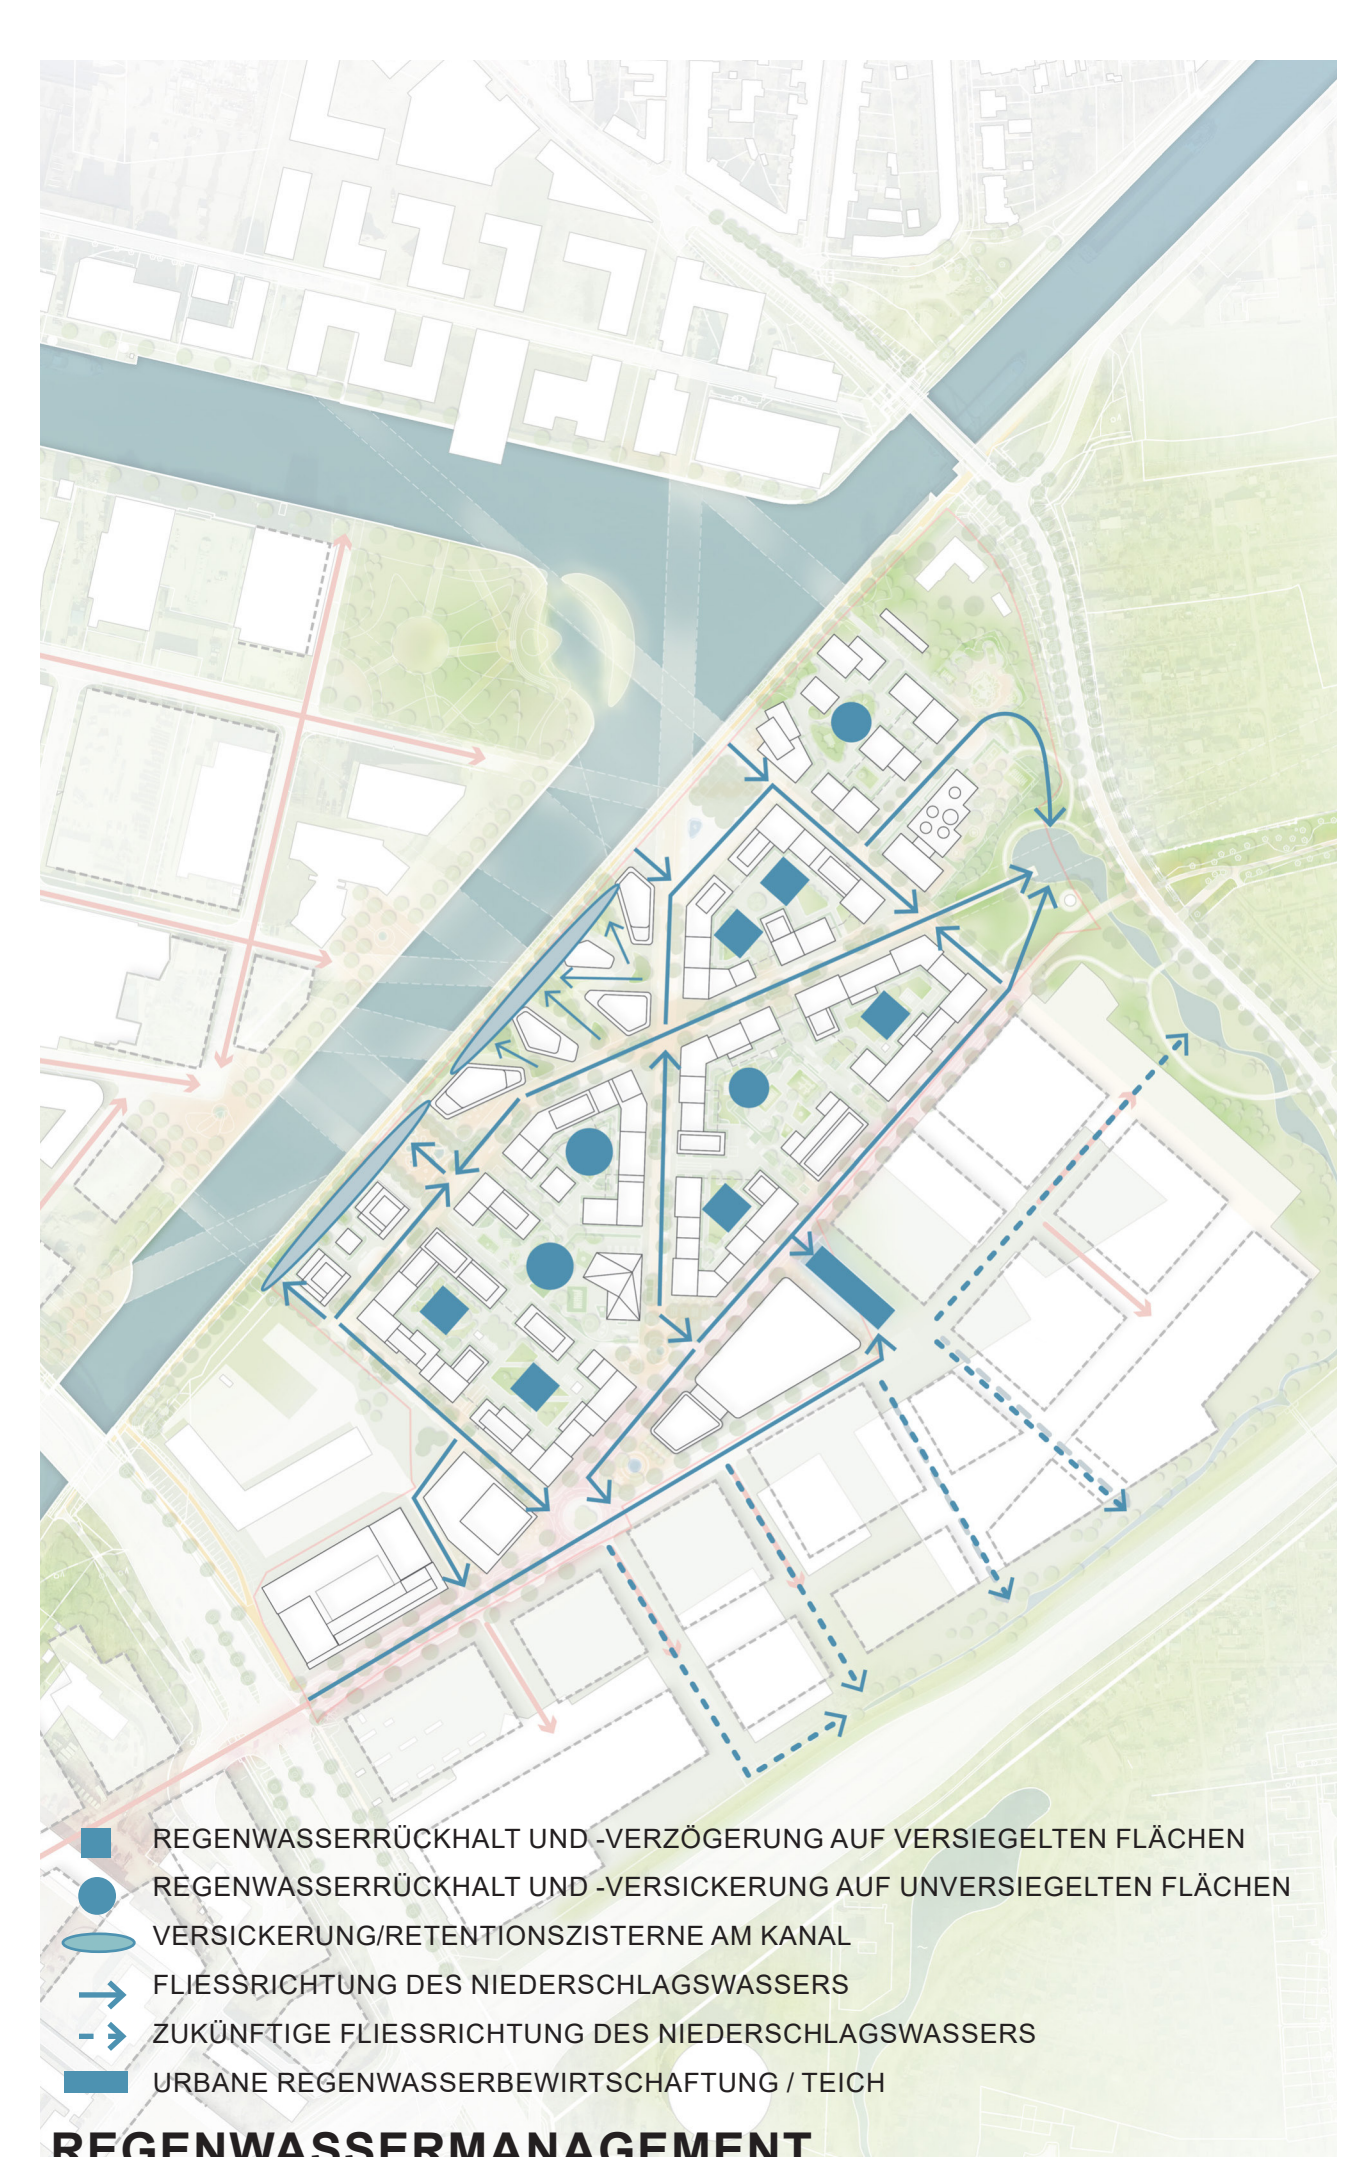 REGENWASSERRÜCKHALT UND -VERZÖGERUNG AUF VERSIEGELTEN FLÄCHEN
REGENWASSERRÜCKHALT UND -VERSICKERUNG AUF UNVERSIEGELTEN FLÄCHEN
VERSICKERUNG/RETENTIONSZISTERNE AM KANAL
FLIESSRICHTUNG DES NIEDERSCHLAGSWASSERS
ZUKÜNFTIGE FLIESSRICHTUNG DES NIEDERSCHLAGSWASSERS
URBANE REGENWASSERBEWIRTSCHAFTUNG / TEICH
REGENWASSERMANAGEMENT